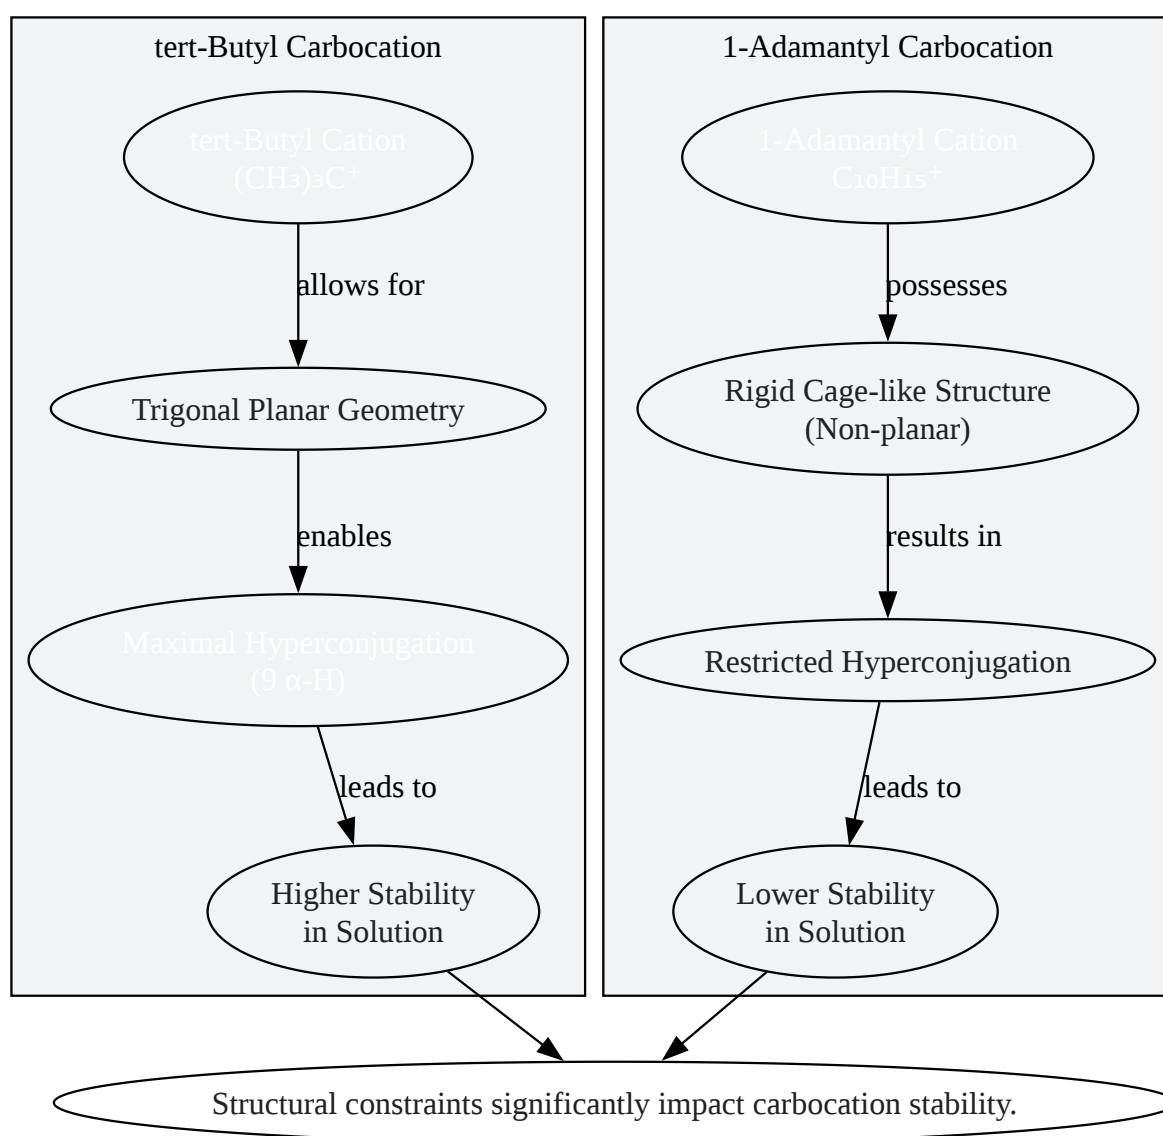 tert-Butyl Carbocation
tert-Butyl Cation
(CH₃)₃C⁺
allows for
Trigonal Planar Geometry
enables
Maximal Hyperconjugation
(9 α-H)
leads to
Higher Stability
in Solution
1-Adamantyl Carbocation
1-Adamantyl Cation
C₁₀H₁₅⁺
possesses
Rigid Cage-like Structure
(Non-planar)
results in
Restricted Hyperconjugation
leads to
Lower Stability
in Solution
Structural constraints significantly impact carbocation stability.